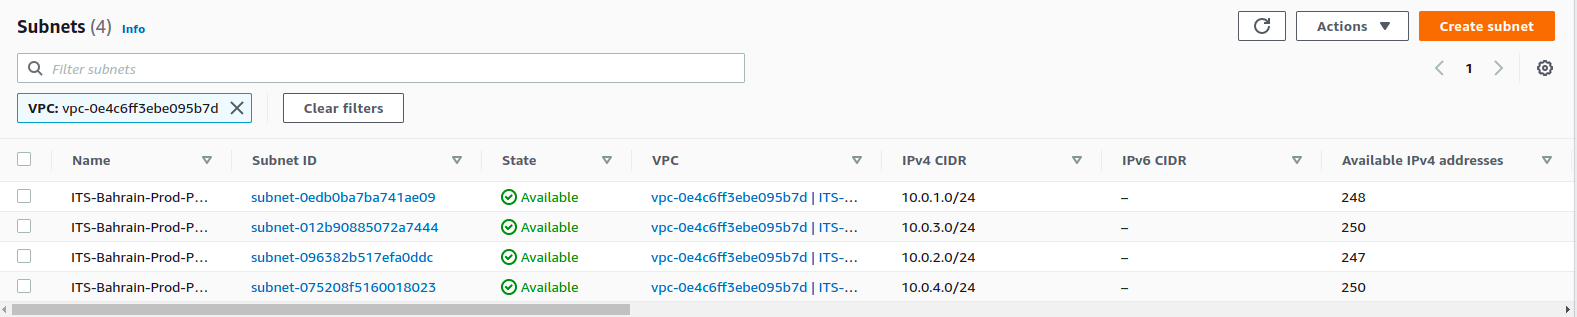 Subnets (4) Info Actions Create subnet
Filter subnets 1
VPC: vpc-0e4c6ff3ebe095b7d Clear filters
Name Subnet ID State VPC IPv4 CIDR IPv6 CIDR Available IPv4 addresses
ITS-Bahrain-Prod-P... subnet-0edb0ba7ba741ae09 Available vpc-0e4c6ff3ebe095b7d | ITS-... 10.0.1.0/24 – 248
ITS-Bahrain-Prod-P... subnet-012b90885072a7444 Available vpc-0e4c6ff3ebe095b7d | ITS-... 10.0.3.0/24 – 250
ITS-Bahrain-Prod-P... subnet-096382b517efa0ddc Available vpc-0e4c6ff3ebe095b7d | ITS-... 10.0.2.0/24 – 247
ITS-Bahrain-Prod-P... subnet-075208f5160018023 Available vpc-0e4c6ff3ebe095b7d | ITS-... 10.0.4.0/24 – 250